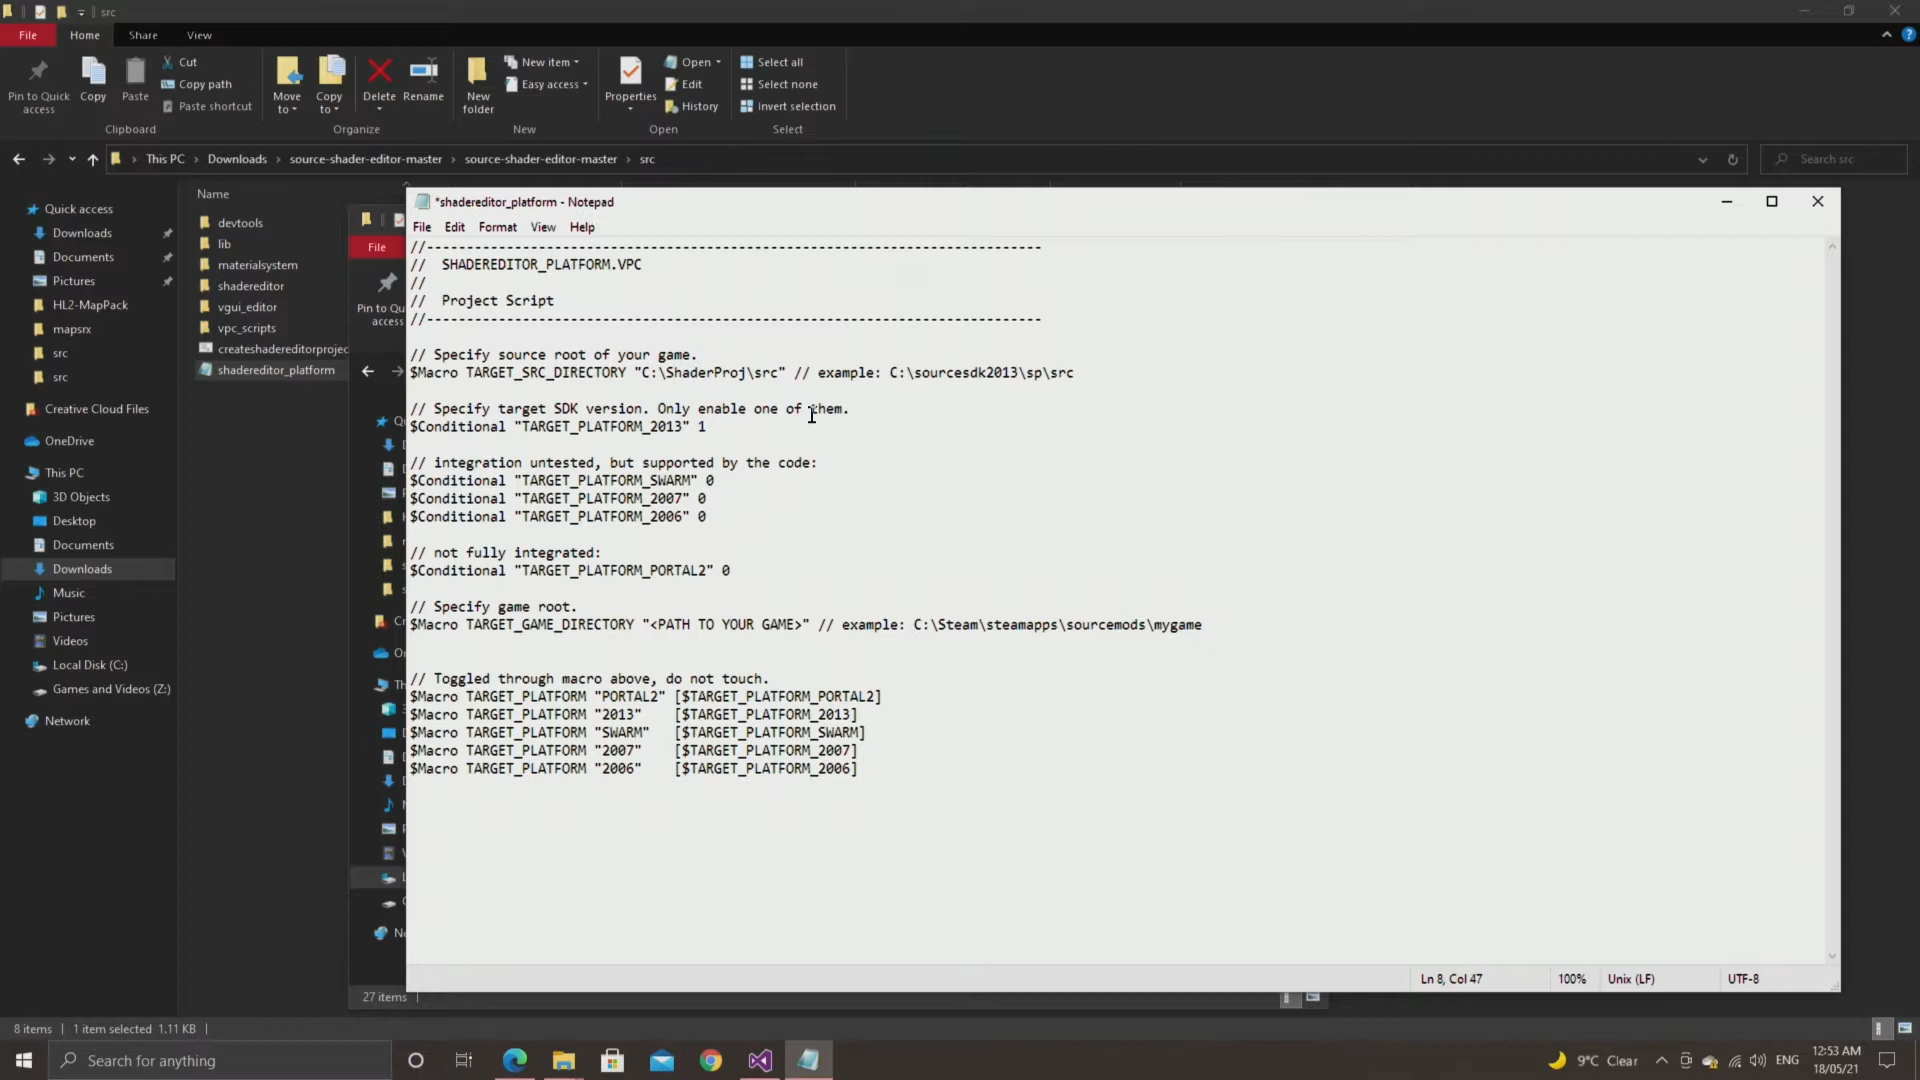 src
File
Home
Share
View
Pin to Quick access
Copy
Paste
Cut
Copy path
Paste shortcut
Clipboard
Move to
Copy to
Delete
Rename
Organize
New folder
New item
Easy access
New
Properties
Open
Edit
History
Open
Select all
Select none
Invert selection
Select
This PC > Downloads > source-shader-editor-master > source-shader-editor-master > src
Search src
Quick access
Downloads
Documents
Pictures
HL2-MapPack
mapsrx
src
src
Creative Cloud Files
OneDrive
This PC
3D Objects
Desktop
Documents
Downloads
Music
Pictures
Videos
Local Disk (C:)
Games and Videos (Z:)
Network
Name
devtools
lib
materialsystem
shadereditor
vgui_editor
vpc_scripts
createshadereditorprojec
shadereditor_platform
File
Pin to Qu
access
27 items
*shadereditor_platform - Notepad
File Edit Format View Help
//-----------------------------------------------------------------------------
// SHADEREDITOR_PLATFORM.VPC
//
// Project Script
//-----------------------------------------------------------------------------
// Specify source root of your game.
$Macro TARGET_SRC_DIRECTORY "C:\ShaderProj\src" // example: C:\sourcesdk2013\sp\src
// Specify target SDK version. Only enable one of them.
$Conditional "TARGET_PLATFORM_2013" 1
// integration untested, but supported by the code:
$Conditional "TARGET_PLATFORM_SWARM" 0
$Conditional "TARGET_PLATFORM_2007" 0
$Conditional "TARGET_PLATFORM_2006" 0
// not fully integrated:
$Conditional "TARGET_PLATFORM_PORTAL2" 0
// Specify game root.
$Macro TARGET_GAME_DIRECTORY "<PATH TO YOUR GAME>" // example: C:\Steam\steamapps\sourcemods\mygame
// Toggled through macro above, do not touch.
$Macro TARGET_PLATFORM "PORTAL2" [$TARGET_PLATFORM_PORTAL2]
$Macro TARGET_PLATFORM "2013" [$TARGET_PLATFORM_2013]
$Macro TARGET_PLATFORM "SWARM" [$TARGET_PLATFORM_SWARM]
$Macro TARGET_PLATFORM "2007" [$TARGET_PLATFORM_2007]
$Macro TARGET_PLATFORM "2006" [$TARGET_PLATFORM_2006]
Ln 8, Col 47
100%
Unix (LF)
UTF-8
8 items
1 item selected 1.11 KB
Search for anything
9°C Clear
ENG
12:53 AM
18/05/21